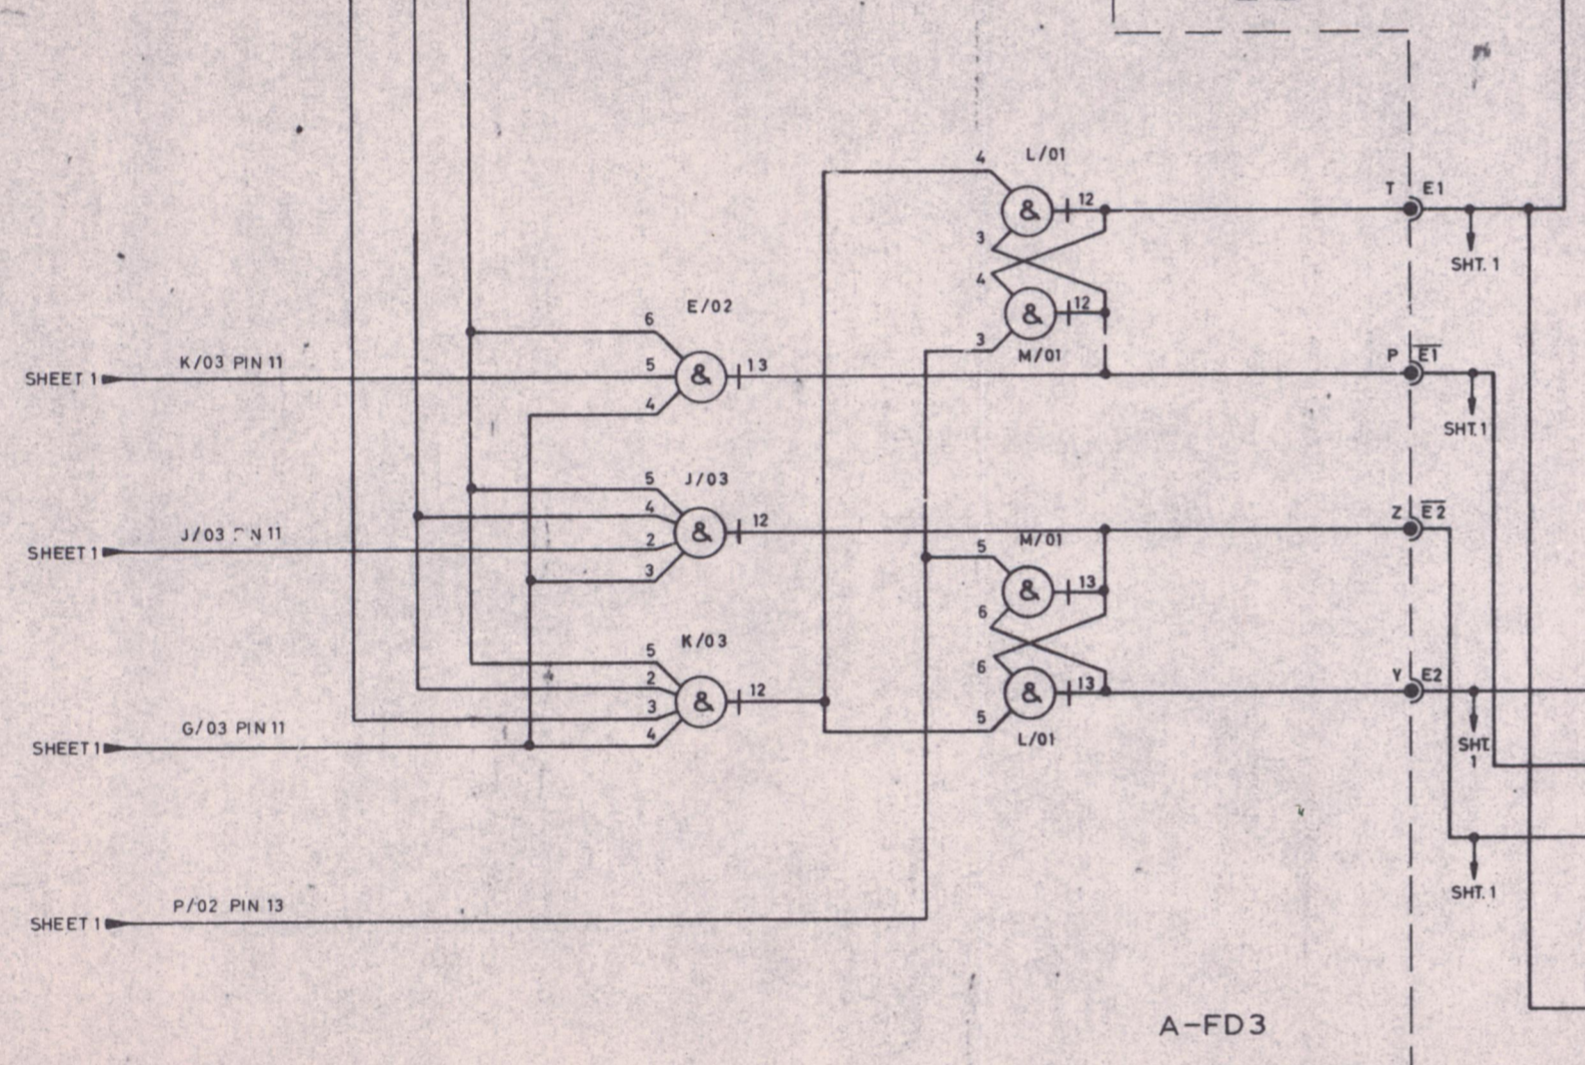 L/01
4
&
12
T
E1
3
SHT. 1
4
&
12
3
M/01
E/02
6
K/03 PIN 11
SHEET 1
5
&
13
4
P
E1
SHT.1
J/03
5
4
&
12
2
3
J/03 PIN 11
SHEET 1
Z
E2
M/01
5
&
13
6
6
&
13
5
L/01
Y
E2
SHT.
1
K/03
5
2
&
12
3
4
G/03 PIN 11
SHEET 1
SHT. 1
P/02 PIN 13
SHEET 1
A-FD3